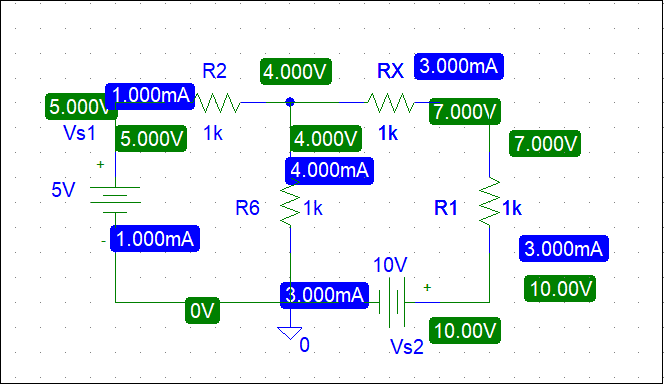 R2
4.000V
RX
3.000mA
1.000mA
5.000V
7.000V
Vs1
5.000V
1k
4.000V
1k
7.000V
4.000mA
+
5V
R6
1k
R1
1k
-
1.000mA
3.000mA
10V
+
3.000mA
10.00V
0V
10.00V
0
Vs2